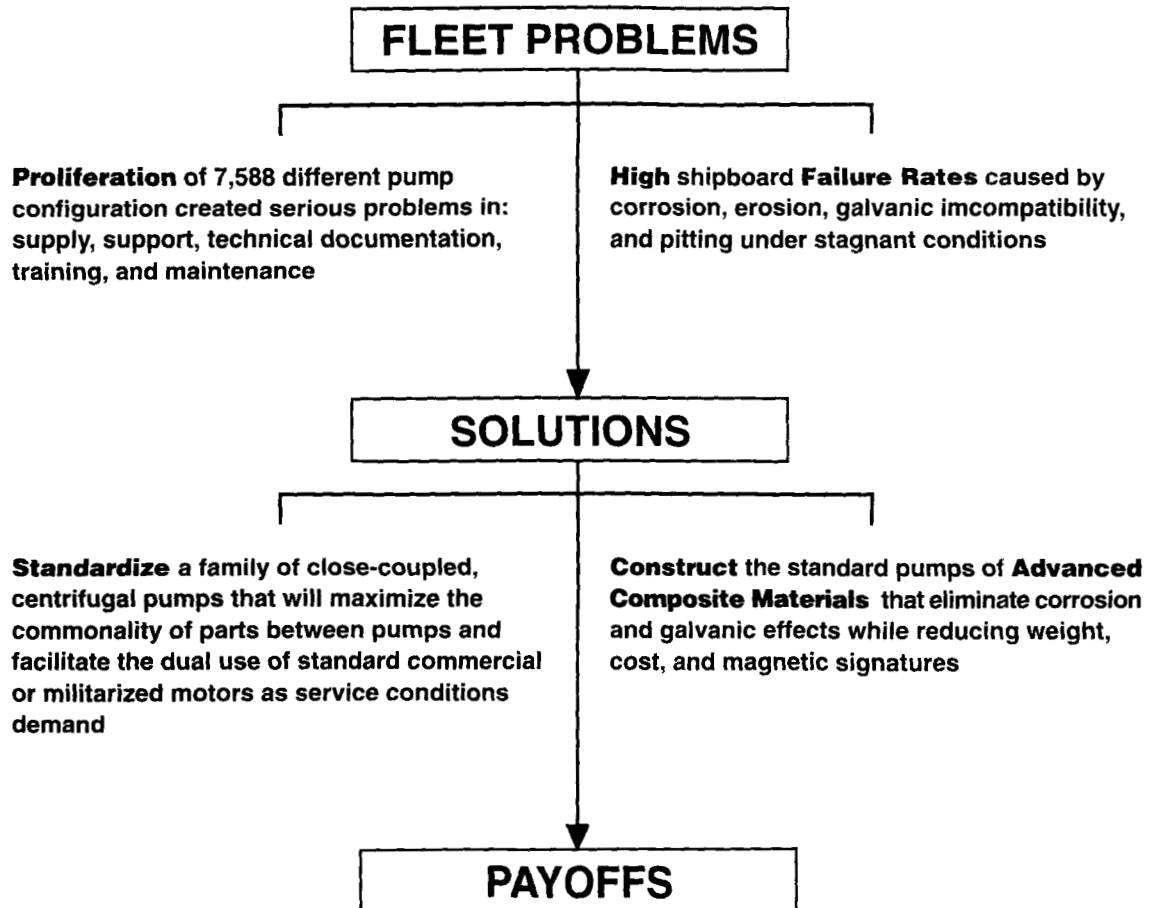 FLEET PROBLEMS
Proliferation of 7,588 different pump
configuration created serious problems in:
supply, support, technical documentation,
training, and maintenance
High shipboard Failure Rates caused by
corrosion, erosion, galvanic imcompatibility,
and pitting under stagnant conditions
SOLUTIONS
Standardize a family of close-coupled,
centrifugal pumps that will maximize the
commonality of parts between pumps and
facilitate the dual use of standard commercial
or militarized motors as service conditions
demand
Construct the standard pumps of Advanced
Composite Materials that eliminate corrosion
and galvanic effects while reducing weight,
cost, and magnetic signatures
PAYOFFS